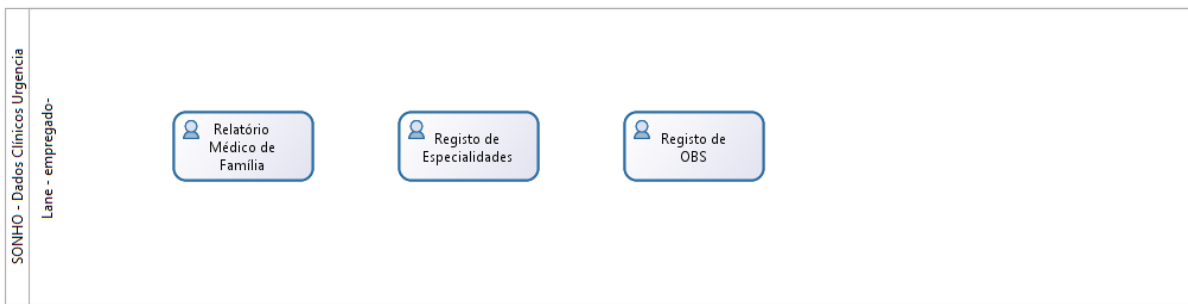 SONHO - Dados Clínicos Urgencia
Lane - empregado-
Relatório
Médico de
Família
Registo de
Especialidades
Registo de
OBS